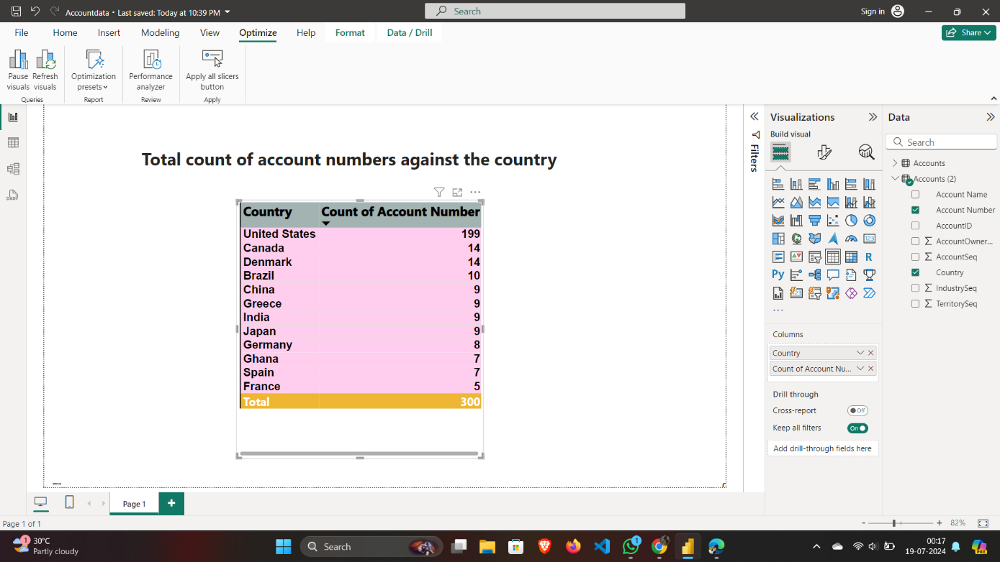 Accountdata • Last saved: Today at 10:39 PM
Search
Sign in
File Home Insert Modeling View Optimize Help Format Data / Drill
Share
Pause visuals
Refresh visuals
Optimization presets
Performance analyzer
Apply all slicers button
Queries Report Review Apply
Total count of account numbers against the country
Country Count of Account Number
United States 199
Canada 14
Denmark 14
Brazil 10
China 9
Greece 9
India 9
Japan 9
Germany 8
Ghana 7
Spain 7
France 5
Total 300
Filters
Visualizations
Build visual
123
R
Py
123
...
Columns
Country
Count of Account Nu...
Drill through
Cross-report Off
Keep all filters On
Add drill-through fields here
Data
Search
Accounts
Accounts (2)
Account Name
Account Number
AccountID
Σ AccountOwner...
Σ AccountSeq
Country
Σ IndustrySeq
Σ TerritorySeq
DAX
Page 1
+
Page 1 of 1
- + 82%
1
30°C
Partly cloudy
Search
1
00:17
19-07-2024
PRE